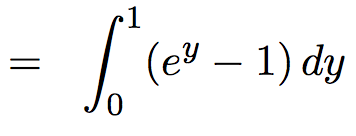 = ∫₀¹ (eʸ − 1) dy